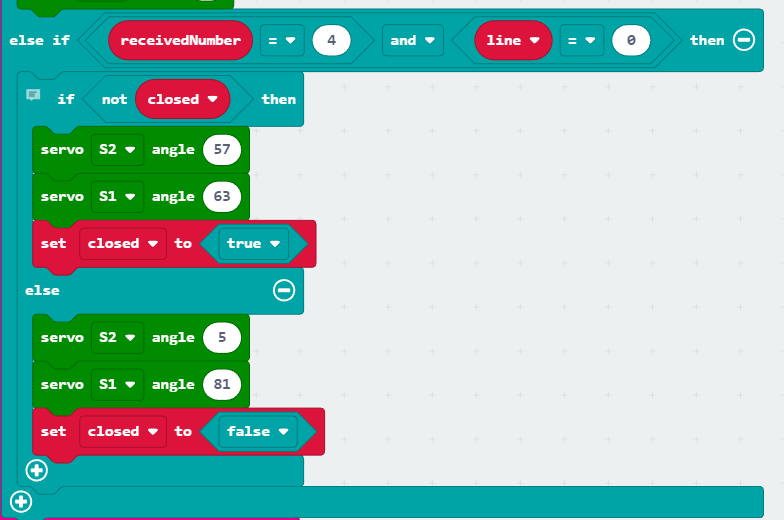 else if receivedNumber = 4 and line = 0 then
if not closed then
servo S2 angle 57
servo S1 angle 63
set closed to true
else
servo S2 angle 5
servo S1 angle 81
set closed to false